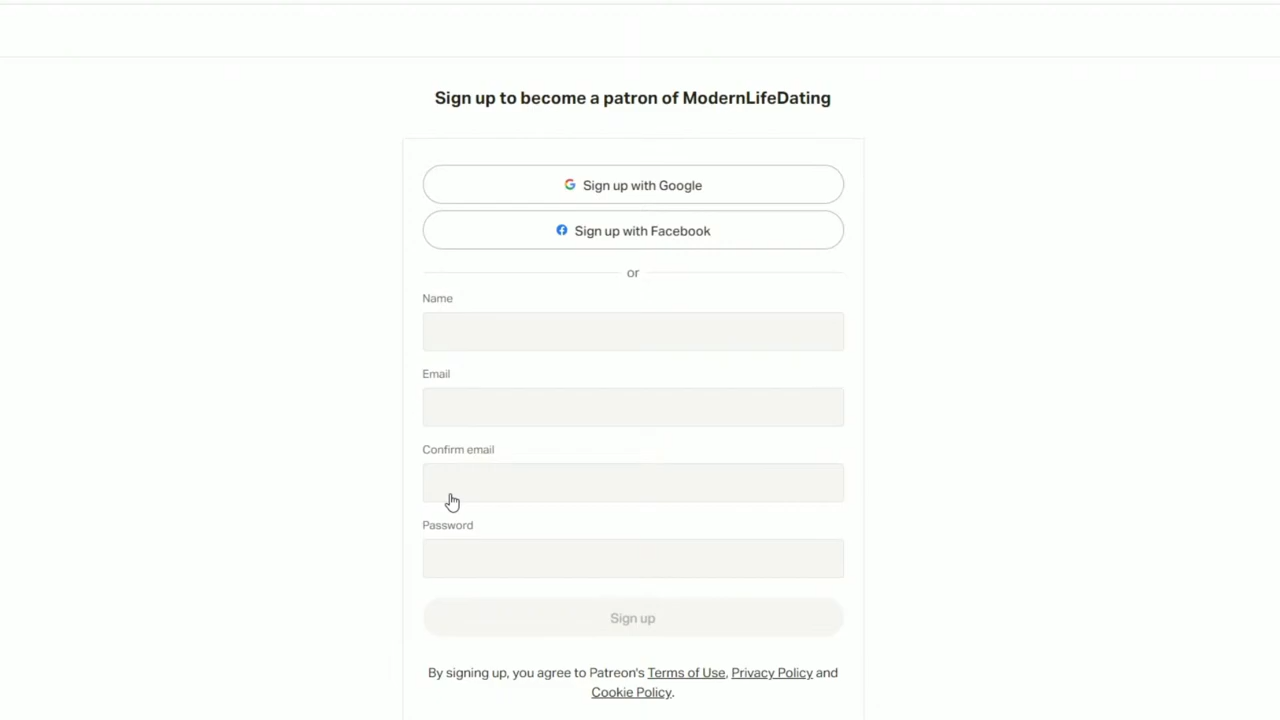 Sign up to become a patron of ModernLifeDating
Sign up with Google
Sign up with Facebook
or
Name
Email
Confirm email
Password
Sign up
By signing up, you agree to Patreon's Terms of Use, Privacy Policy and
Cookie Policy.